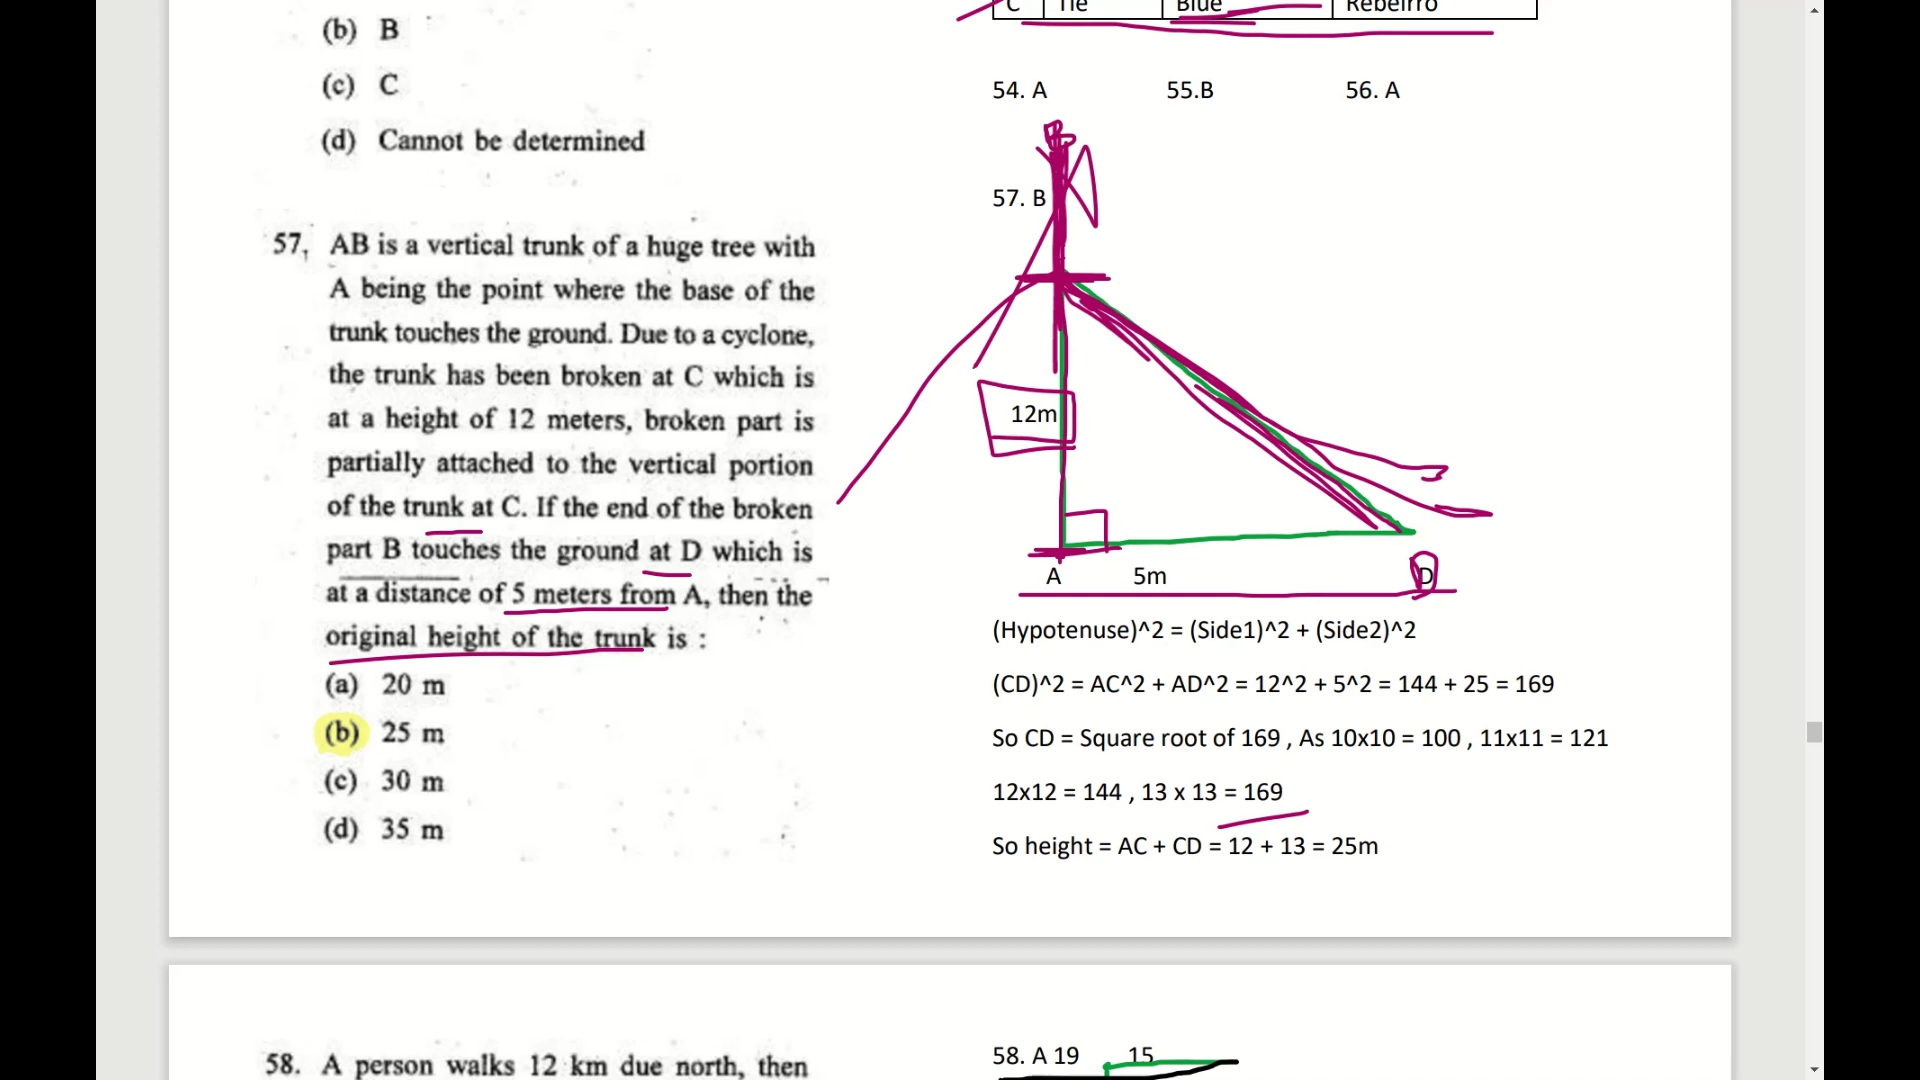 (b) B
(c) C
(d) Cannot be determined
57. AB is a vertical trunk of a huge tree with
A being the point where the base of the
trunk touches the ground. Due to a cyclone,
the trunk has been broken at C which is
at a height of 12 meters, broken part is
partially attached to the vertical portion
of the trunk at C. If the end of the broken
part B touches the ground at D which is
at a distance of 5 meters from A, then the
original height of the trunk is :
(a) 20 m
(b) 25 m
(c) 30 m
(d) 35 m
58. A person walks 12 km due north, then
C Tie Blue Rebeirro
54. A 55.B 56. A
57. B
12m
A 5m D
(Hypotenuse)^2 = (Side1)^2 + (Side2)^2
(CD)^2 = AC^2 + AD^2 = 12^2 + 5^2 = 144 + 25 = 169
So CD = Square root of 169 , As 10x10 = 100 , 11x11 = 121
12x12 = 144 , 13 x 13 = 169
So height = AC + CD = 12 + 13 = 25m
58. A 19 15